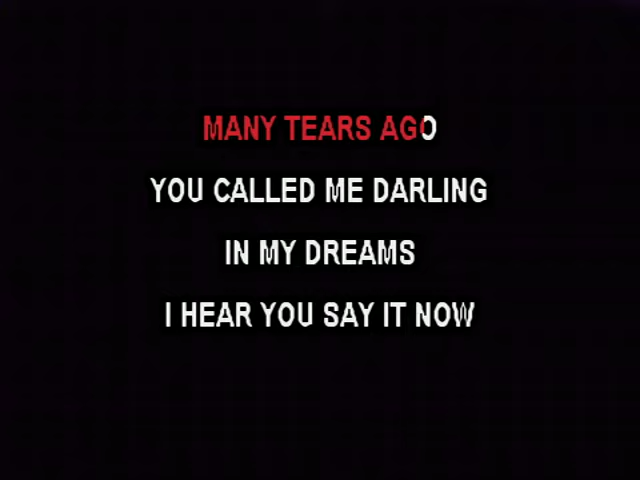 MANY TEARS AGO
YOU CALLED ME DARLING
IN MY DREAMS
I HEAR YOU SAY IT NOW